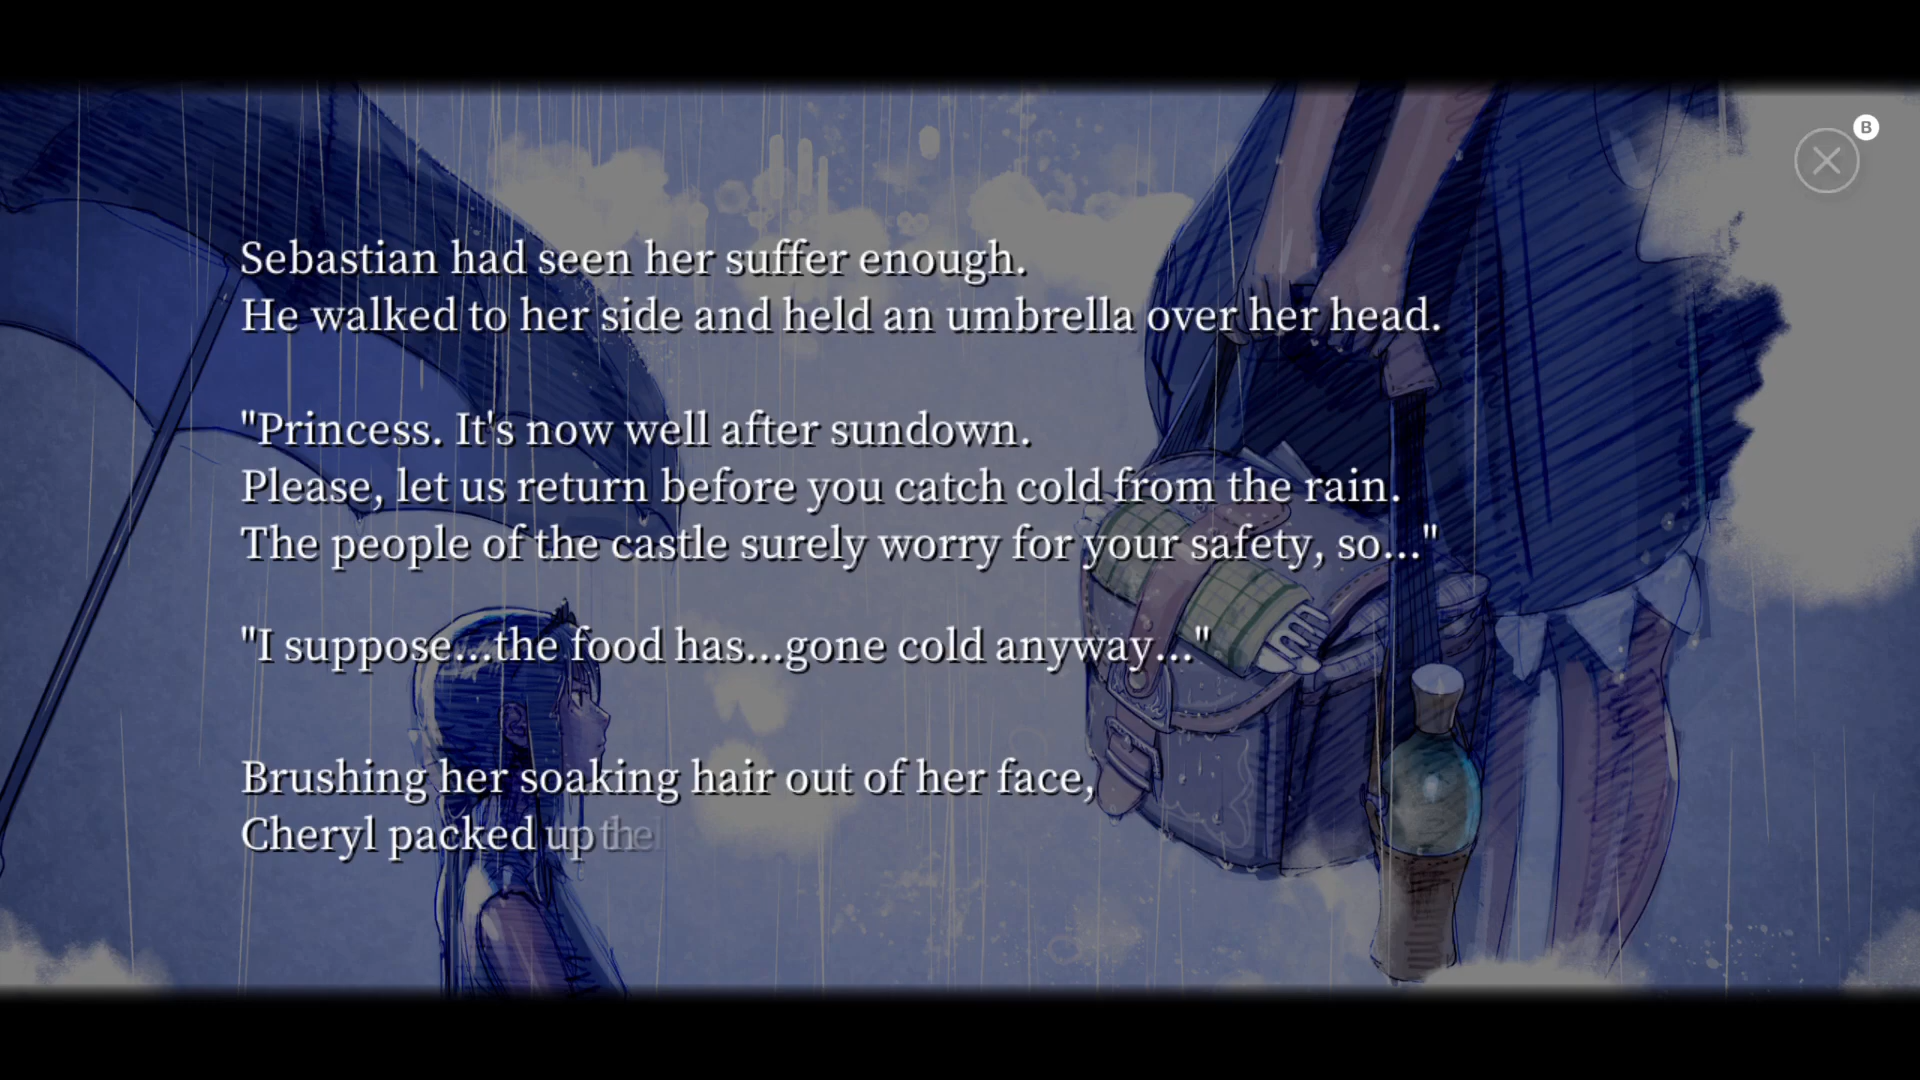 B
Sebastian had seen her suffer enough.
He walked to her side and held an umbrella over her head.
"Princess. It's now well after sundown.
Please, let us return before you catch cold from the rain.
The people of the castle surely worry for your safety, so..."
"I suppose...the food has...gone cold anyway..."
Brushing her soaking hair out of her face,
Cheryl packed up the